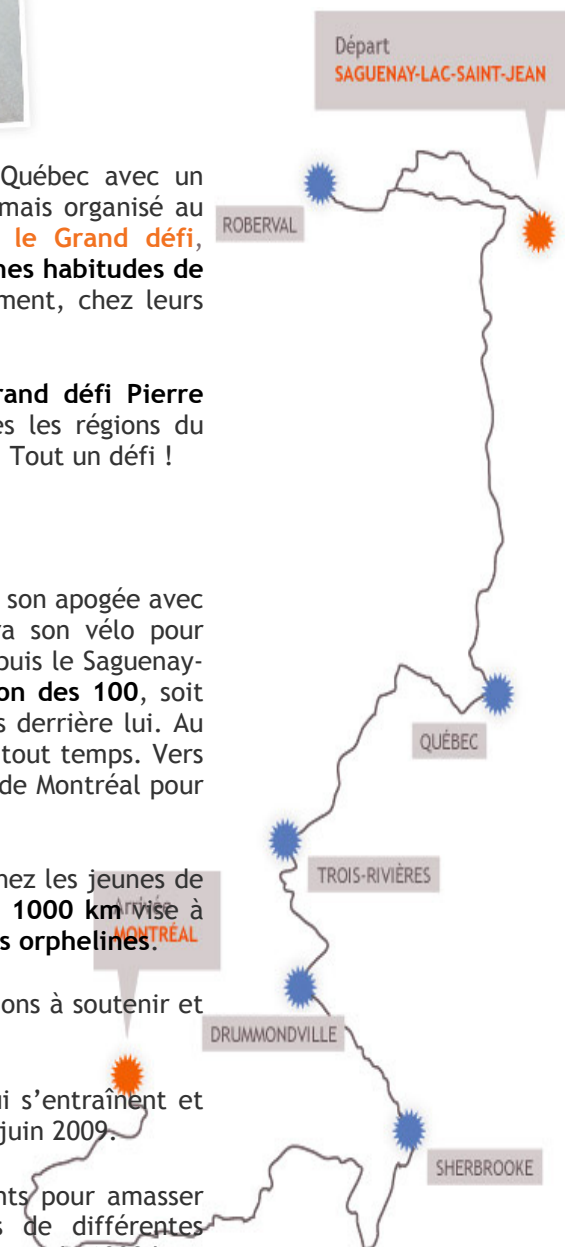 Départ
SAGUENAY-LAC-SAINT-JEAN
Québec avec un
mais organisé au
ROBERVAL
le Grand défi,
nes habitudes de
ment, chez leurs
rand défi Pierre
es les régions du
Tout un défi !
son apogée avec
ra son vélo pour
puis le Saguenay-
on des 100, soit
s derrière lui. Au
tout temps. Vers
de Montréal pour
QUÉBEC
TROIS-RIVIÈRES
hez les jeunes de
1000 km vise à
Arrivée
MONTRÉAL
s orphelines.
ons à soutenir et
DRUMMONDVILLE
ui s'entraînent et
juin 2009.
SHERBROOKE
nts pour amasser
s de différentes